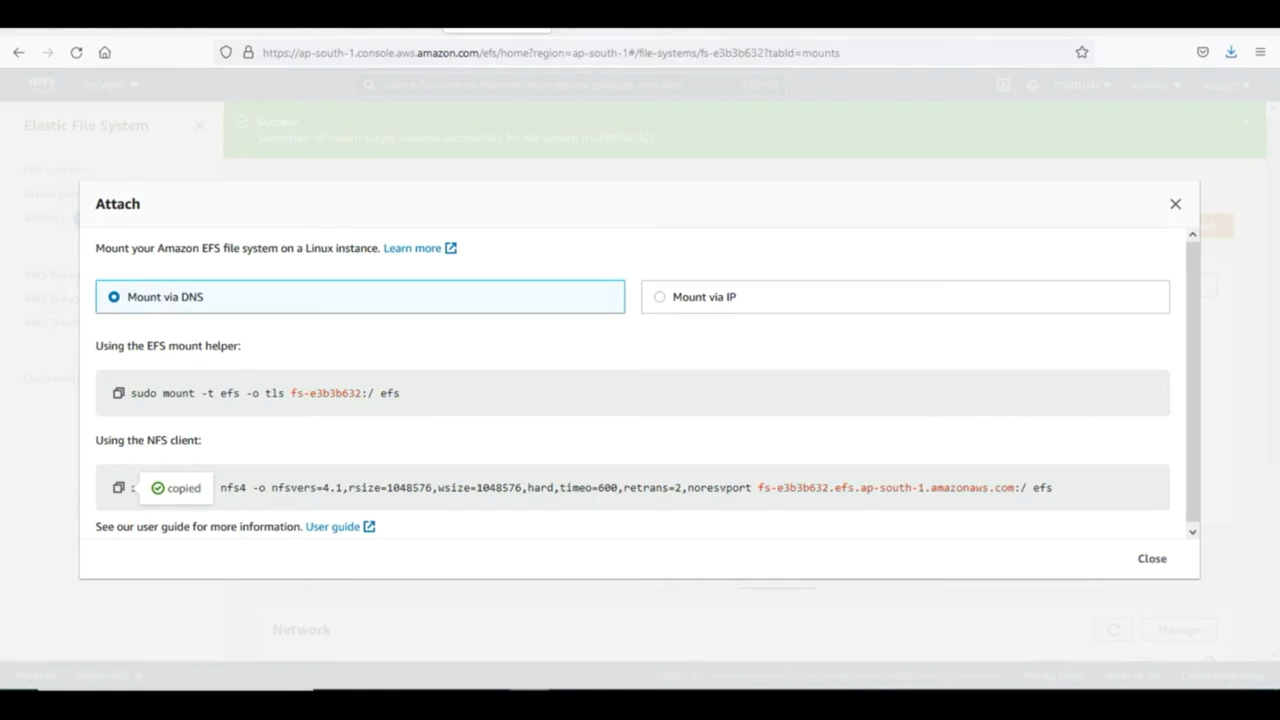 https://ap-south-1.console.aws.amazon.com/efs/home?region=ap-south-1#/file-systems/fs-e3b3b632?tabId=mounts
aws
Elastic File System
Success
Attach
Mount your Amazon EFS file system on a Linux instance. Learn more
Mount via DNS
Mount via IP
Using the EFS mount helper:
sudo mount -t efs -o tls fs-e3b3b632:/ efs
Using the NFS client:
copied nfs4 -o nfsvers=4.1,rsize=1048576,wsize=1048576,hard,timeo=600,retrans=2,noresvport fs-e3b3b632.efs.ap-south-1.amazonaws.com:/ efs
See our user guide for more information. User guide
Close
Network
Manage